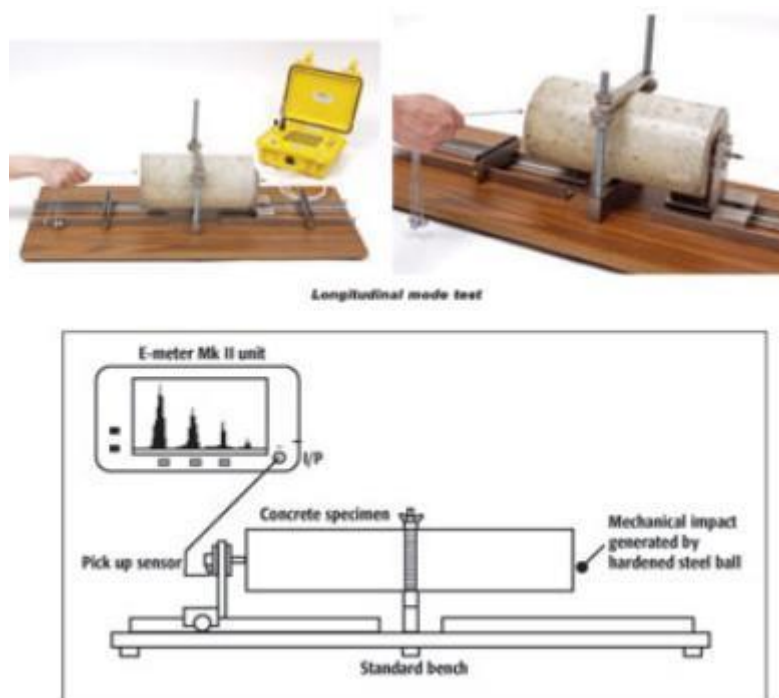 Longitudinal mode test
E-meter Mk II unit
I/P
Concrete specimen
Mechanical impact
generated by
hardened steel ball
Pick up sensor
Standard bench